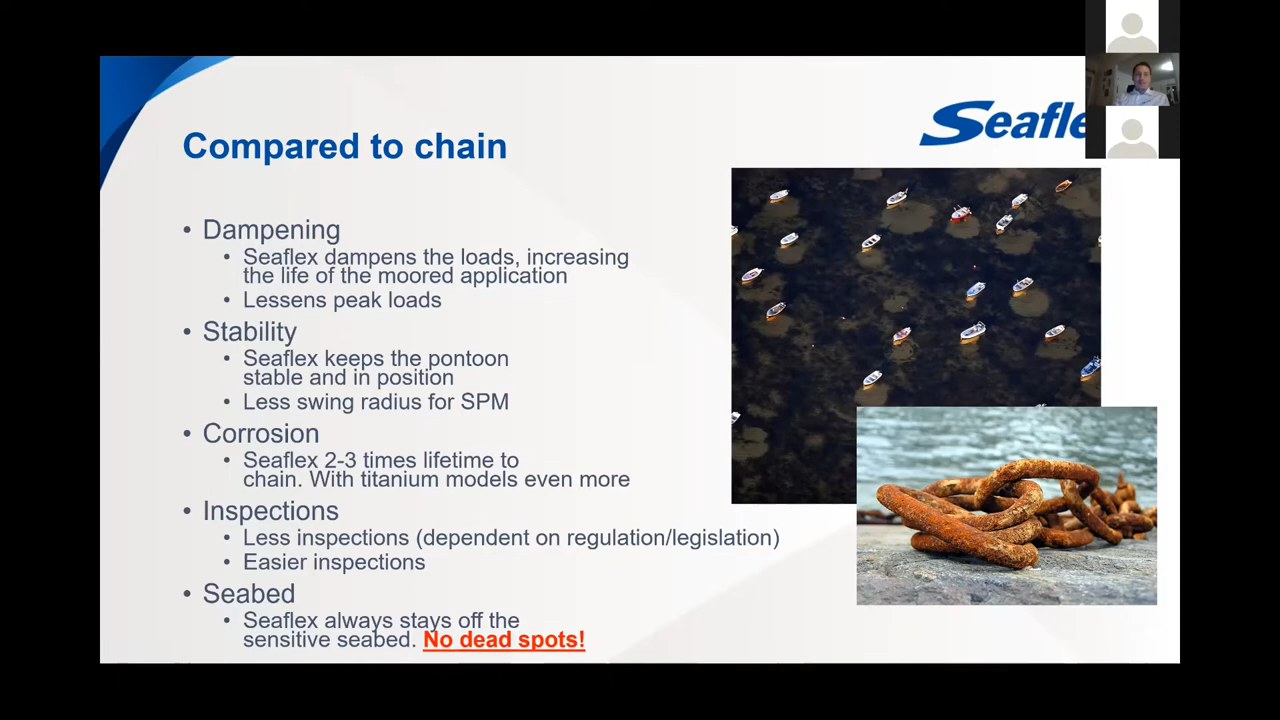 Seafle
Compared to chain
• Dampening
• Seaflex dampens the loads, increasing
the life of the moored application
• Lessens peak loads
• Stability
• Seaflex keeps the pontoon
stable and in position
• Less swing radius for SPM
• Corrosion
• Seaflex 2-3 times lifetime to
chain. With titanium models even more
• Inspections
• Less inspections (dependent on regulation/legislation)
• Easier inspections
• Seabed
• Seaflex always stays off the
sensitive seabed. No dead spots!